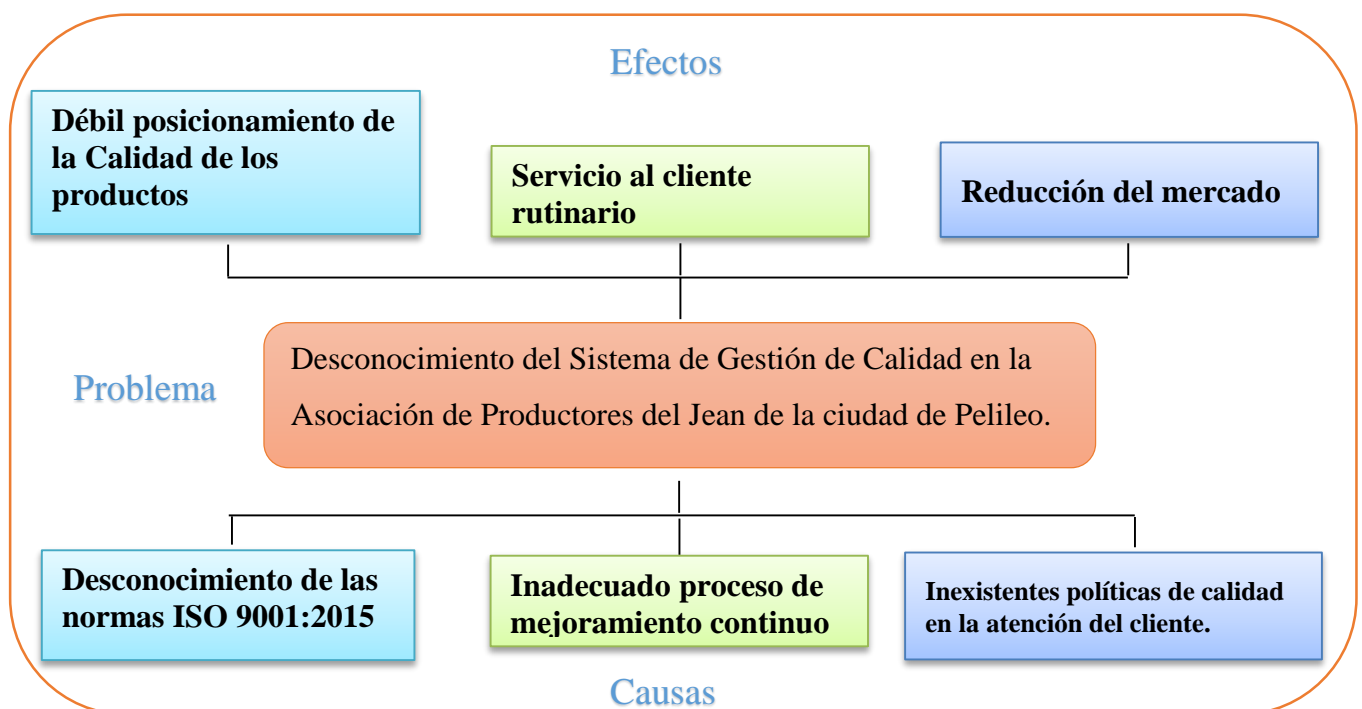 Efectos
Débil posicionamiento de
la Calidad de los
productos
Servicio al cliente
rutinario
Reducción del mercado
Problema
Desconocimiento del Sistema de Gestión de Calidad en la
Asociación de Productores del Jean de la ciudad de Pelileo.
Desconocimiento de las
normas ISO 9001:2015
Inadecuado proceso de
mejoramiento continuo
Inexistentes políticas de calidad
en la atención del cliente.
Causas